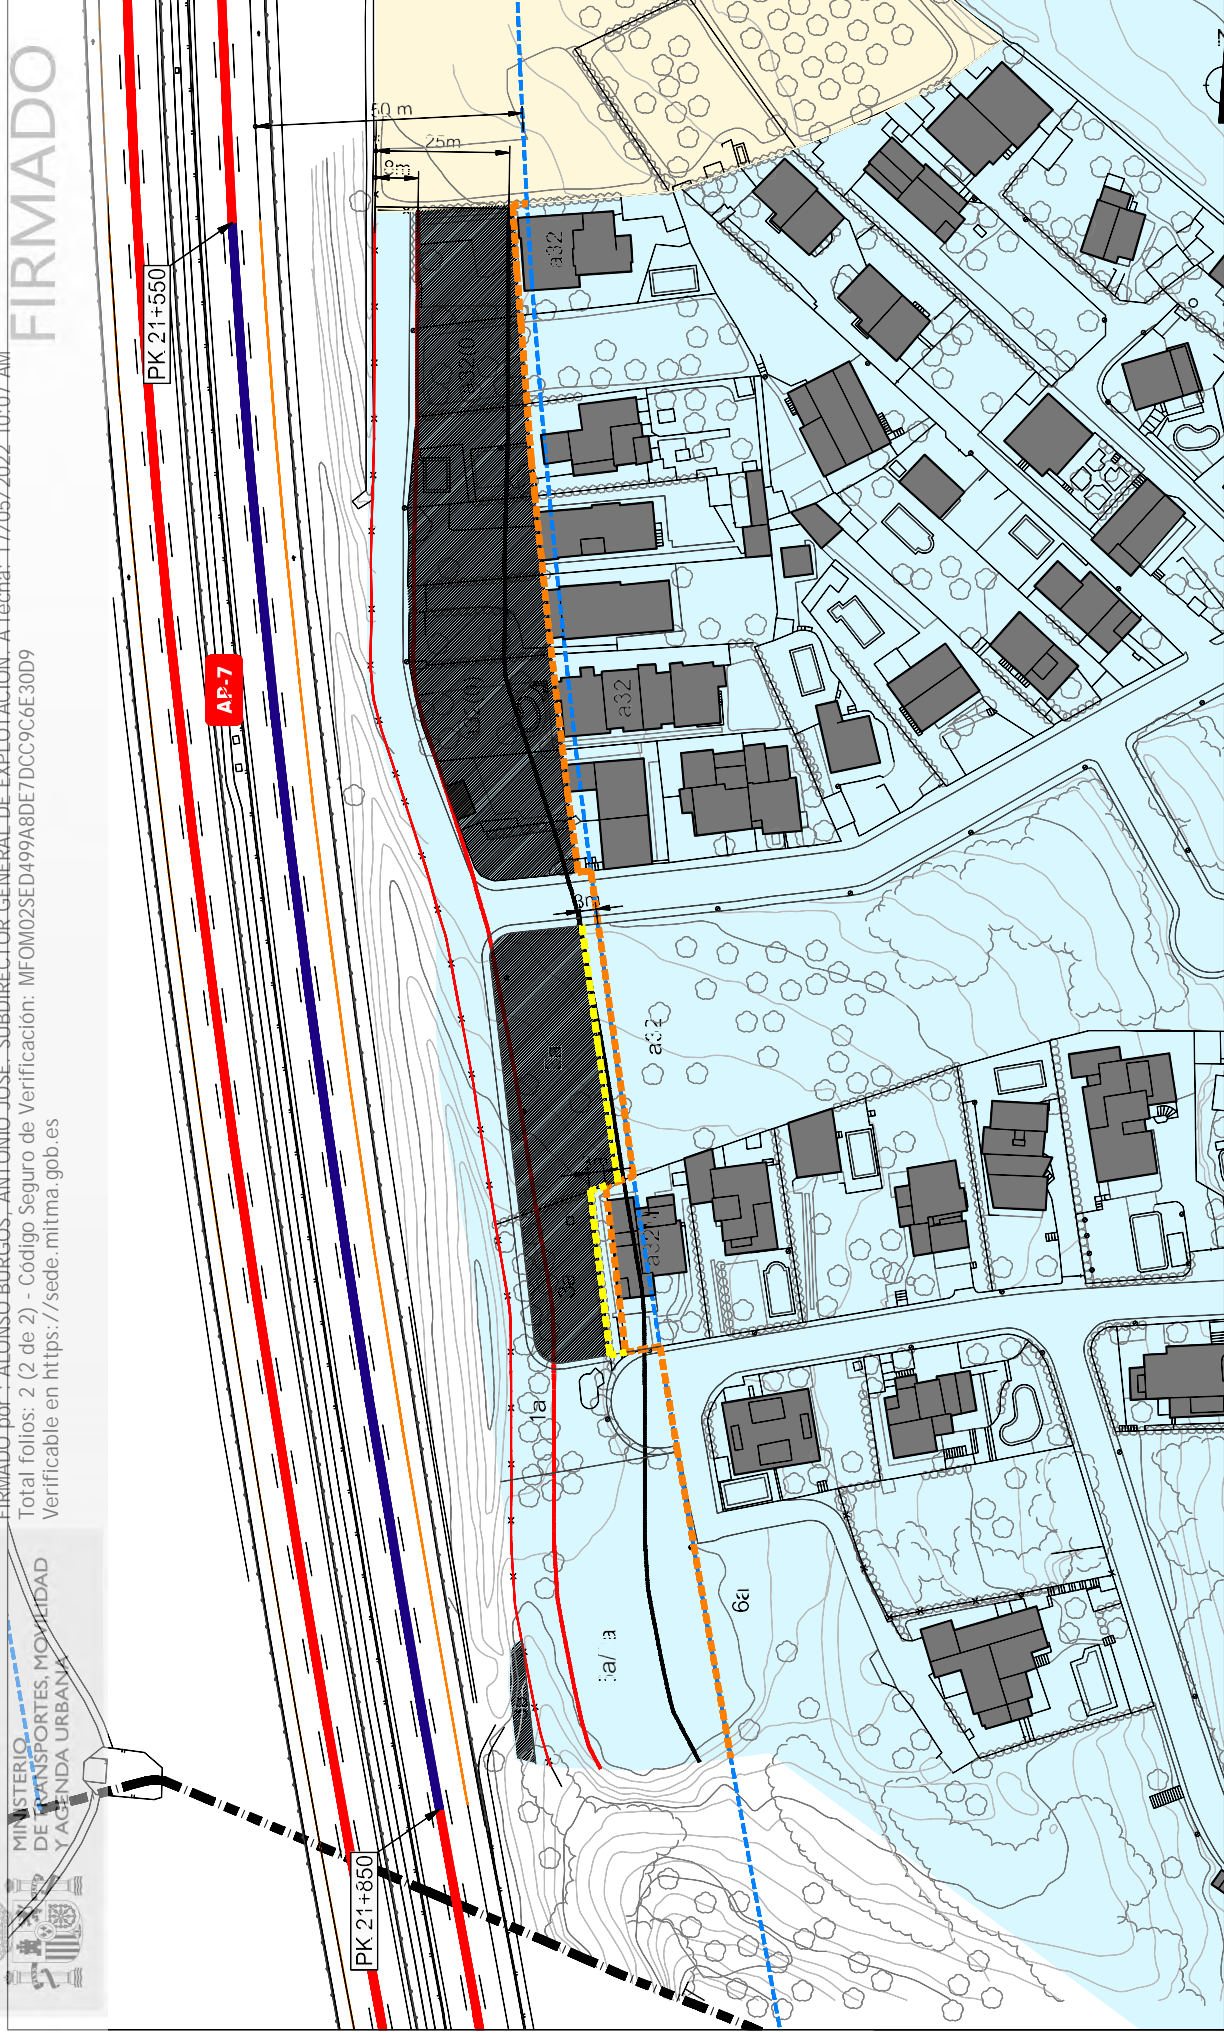 FIRMADO
FIRMADO por : ALONSO BURGOS, ANTONIO JOSE. SUBDIRECTOR GENERAL DE EXPLOTACION. A fecha: 17/05/2022 10:07 AM
Total folios: 2 (2 de 2) - Codigo Seguro de Verificación: MFOM02SED499A8DE7DCC9C6E30D9
Verificable en https://sede.mitma.gob.es
MINISTERIO
DE TRANSPORTES, MOVILIDAD
Y AGENDA URBANA
PK 21+550
AP-7
PK 21+850
50 m
25m
8m
3m
a32
a32
a32
1a
6a